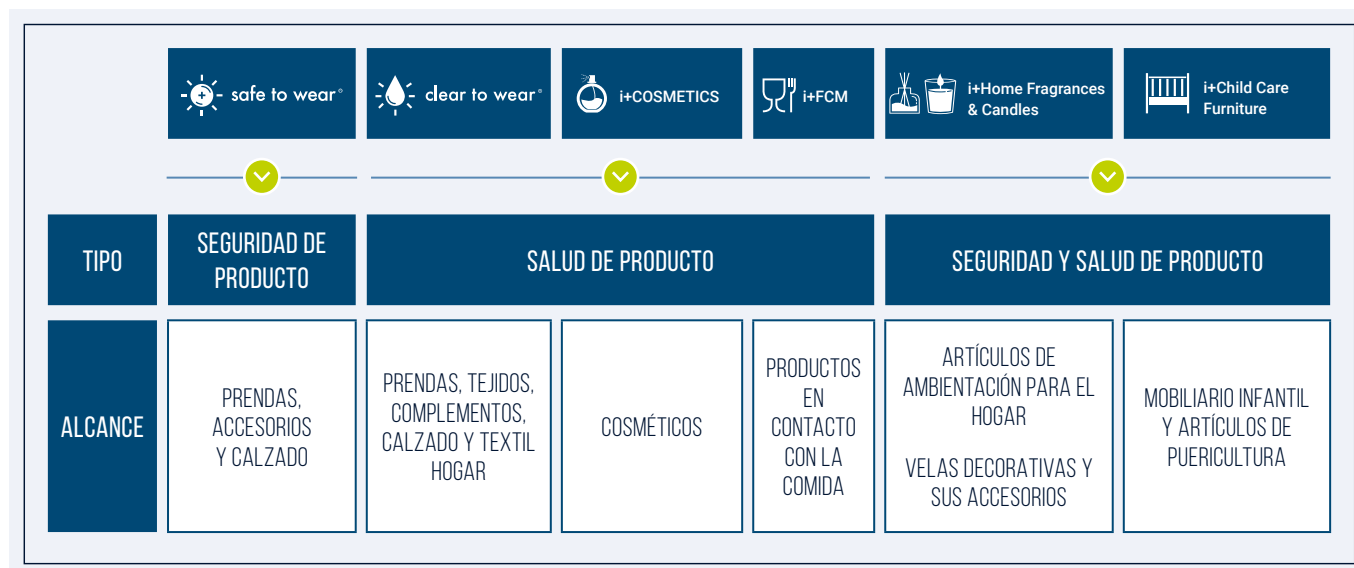 safe to wear®
clear to wear®
i+COSMETICS
i+FCM
i+Home Fragrances
& Candles
i+Child Care
Furniture
TIPO
SEGURIDAD DE
PRODUCTO
SALUD DE PRODUCTO
SEGURIDAD Y SALUD DE PRODUCTO
ALCANCE
PRENDAS,
ACCESORIOS
Y CALZADO
PRENDAS, TEJIDOS,
COMPLEMENTOS,
CALZADO Y TEXTIL
HOGAR
COSMÉTICOS
PRODUCTOS
EN
CONTACTO
CON LA
COMIDA
ARTÍCULOS DE
AMBIENTACIÓN PARA EL
HOGAR
VELAS DECORATIVAS Y
SUS ACCESORIOS
MOBILIARIO INFANTIL
Y ARTÍCULOS DE
PUERICULTURA